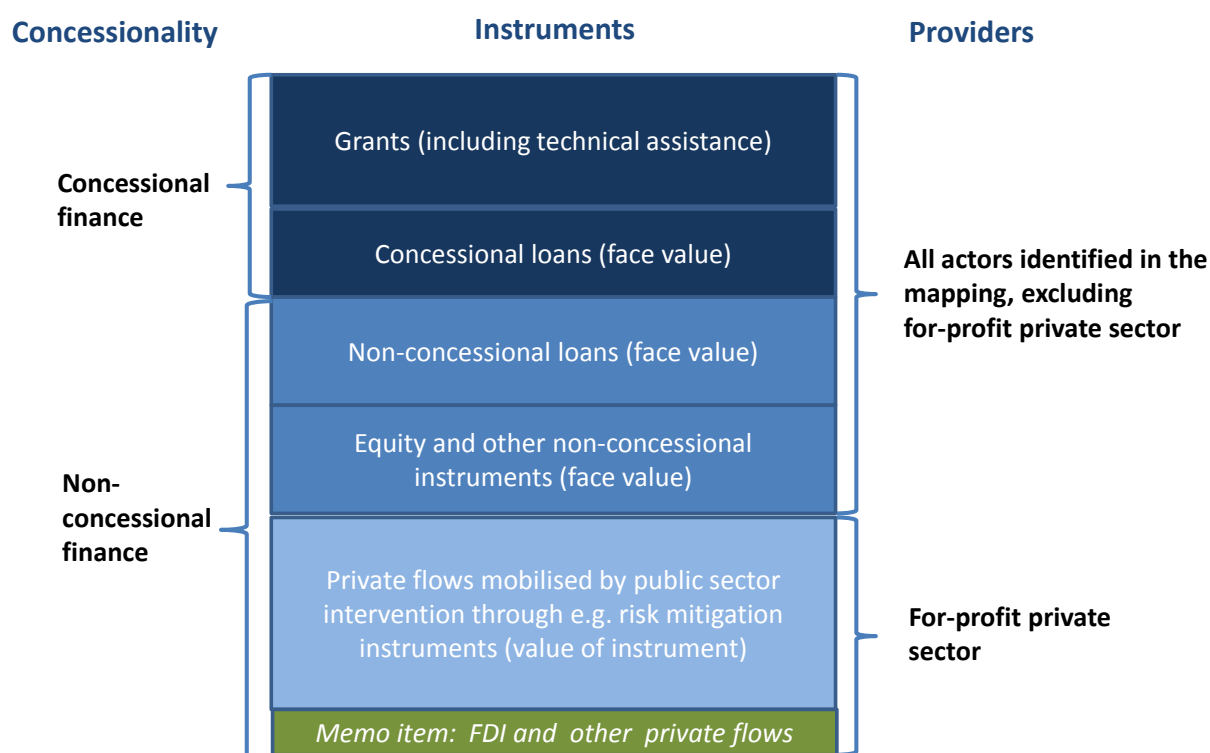 Concessionality
Instruments
Providers
Grants (including technical assistance)
Concessional
finance
Concessional loans (face value)
All actors identified in the
mapping, excluding
for-profit private sector
Non-concessional loans (face value)
Equity and other non-concessional
instruments (face value)
Non-
concessional
finance
Private flows mobilised by public sector
intervention through e.g. risk mitigation
instruments (value of instrument)
For-profit private
sector
Memo item: FDI and other private flows